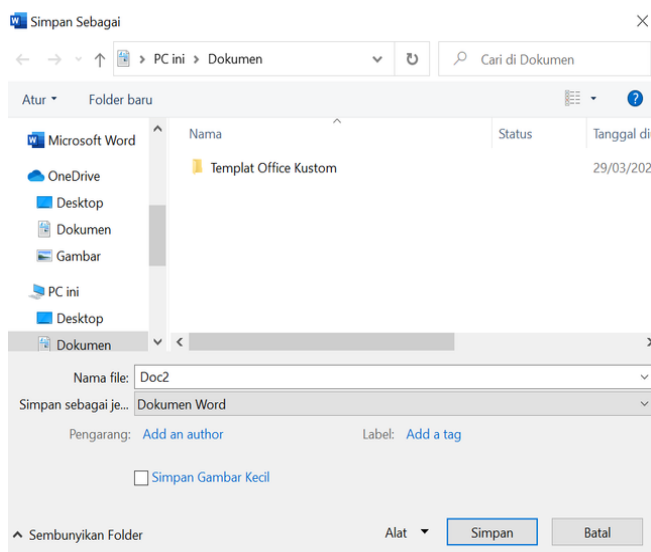 Simpan Sebagai
PC ini > Dokumen
Cari di Dokumen
Atur
Folder baru
Nama
Status
Tanggal di
Microsoft Word
Templat Office Kustom
29/03/202
OneDrive
Desktop
Dokumen
Gambar
PC ini
Desktop
Dokumen
Nama file: Doc2
Simpan sebagai je... Dokumen Word
Pengarang: Add an author
Label: Add a tag
Simpan Gambar Kecil
Sembunyikan Folder
Alat
Simpan
Batal